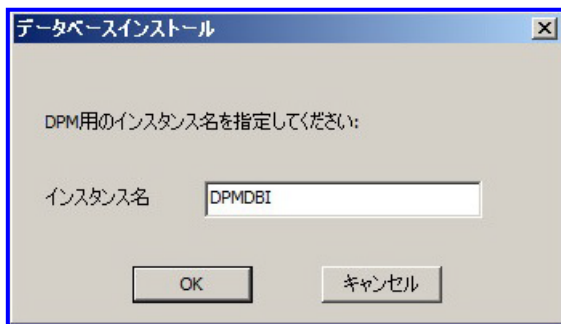 データベースインストール
DPM用のインスタンス名を指定してください:
インスタンス名
DPMDBI
OK
キャンセル